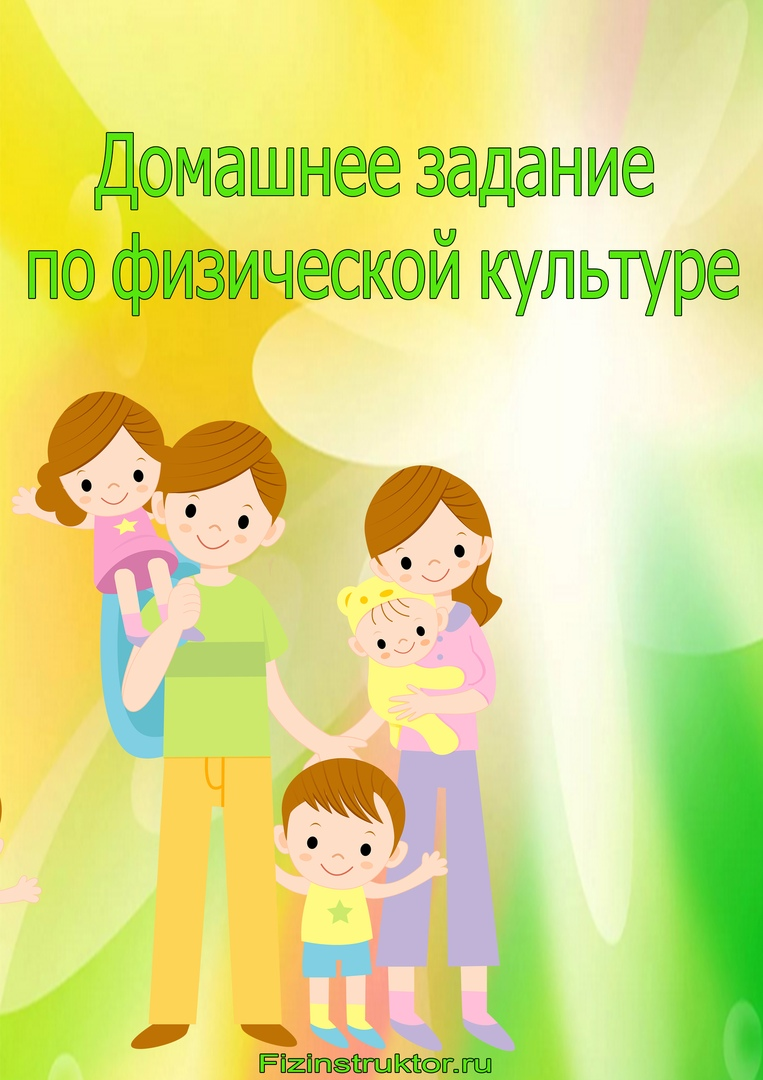 Домашнее задание
по физической культуре
Fizinstruktor.ru